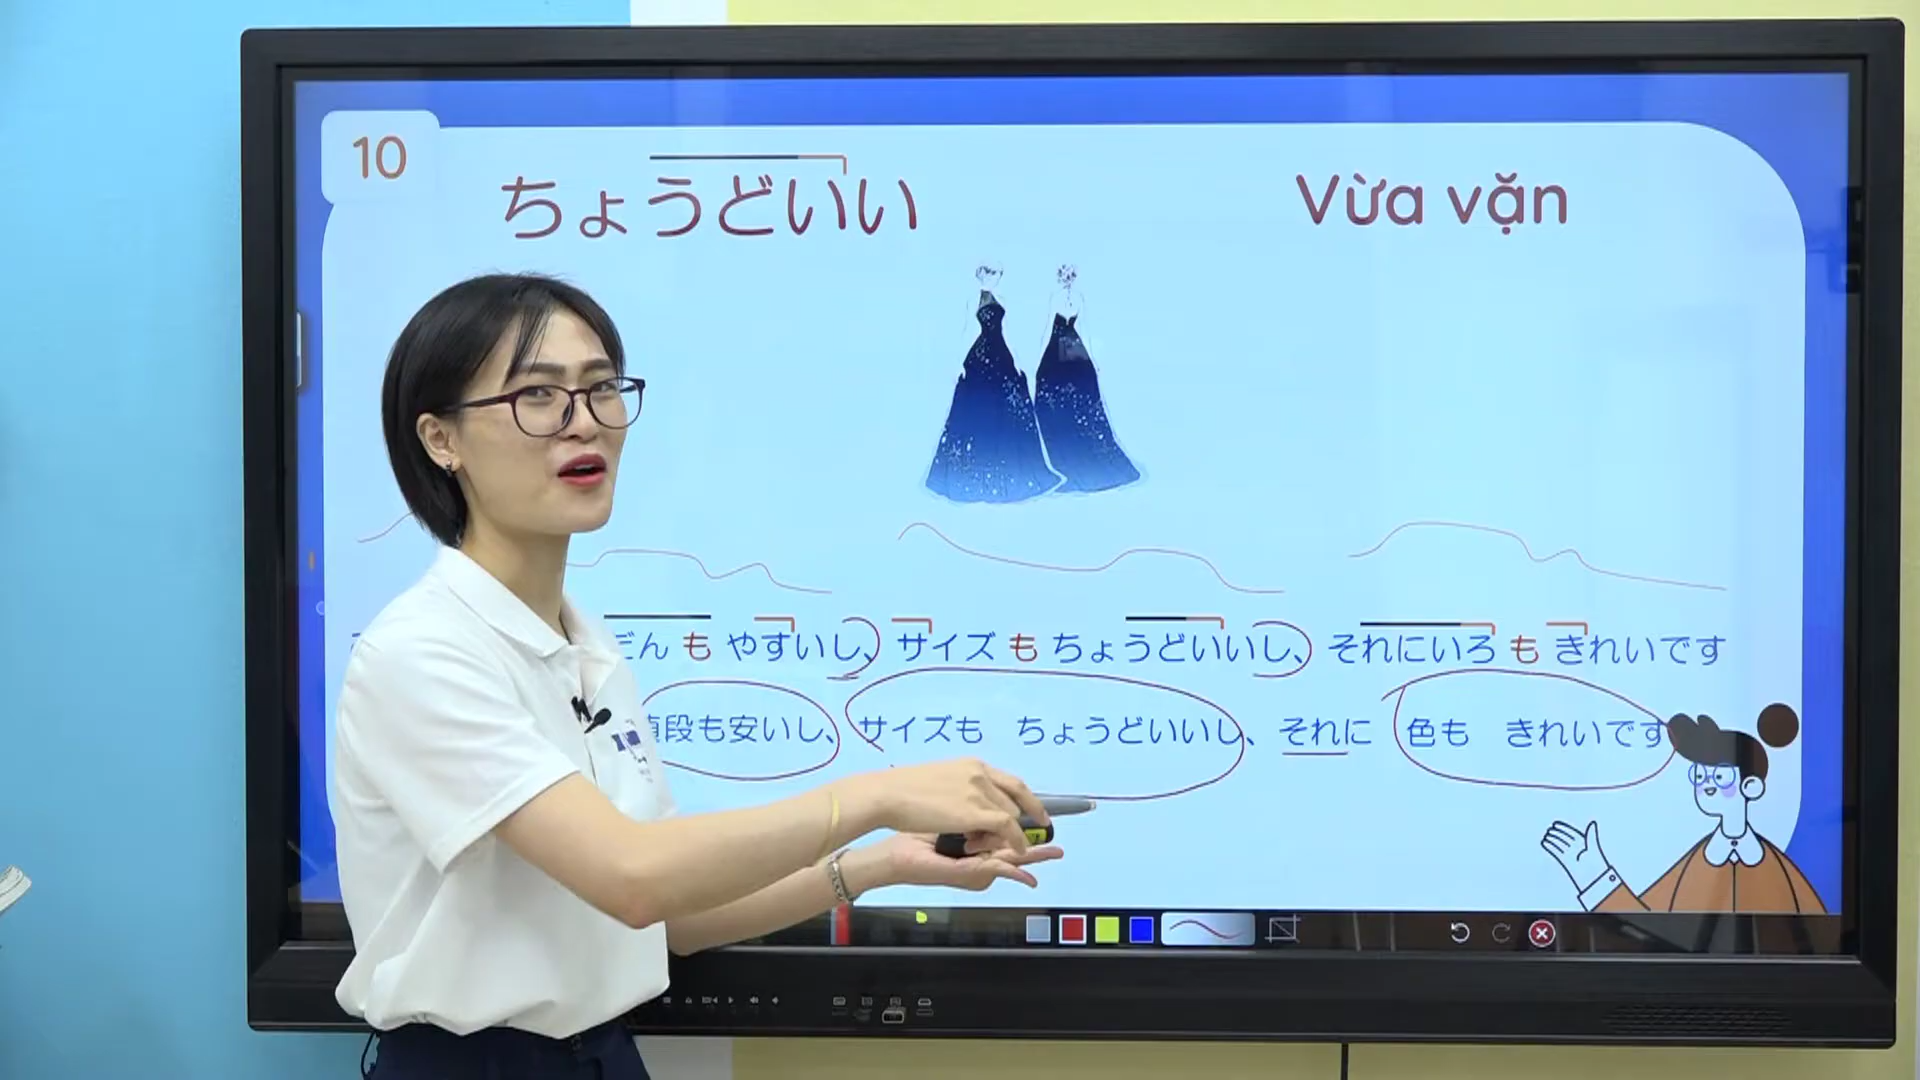 10
ちょうどいい
Vừa vặn
だん も やすいし、サイズ も ちょうどいいし、それにいろ も きれいです
段も安いし、サイズも ちょうどいいし、それに 色も きれいです